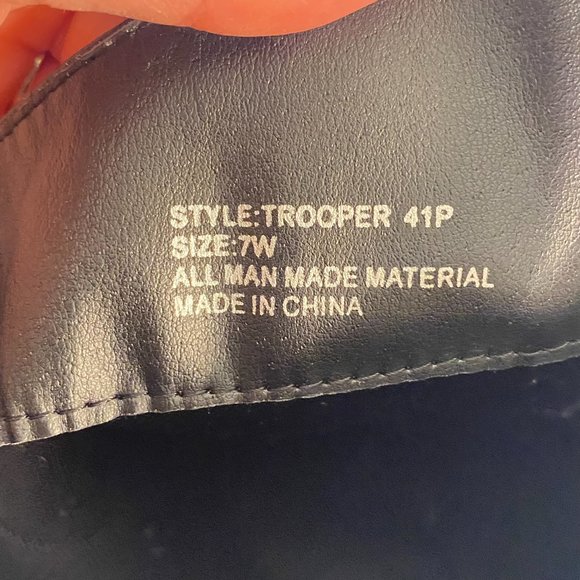 STYLE:TROOPER 41P
SIZE:7W
ALL MAN MADE MATERIAL
MADE IN CHINA